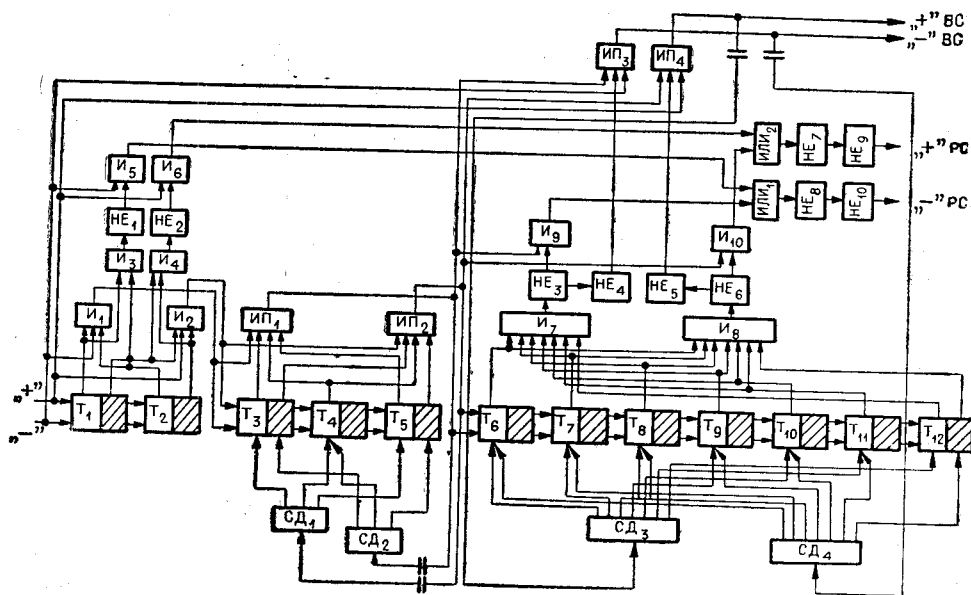 „+” ВС
„−” ВС
ИП₃ ИП₄
ИЛИ₂ НЕ₇ НЕ₉ „+” РС
И₅ И₆
ИЛИ₁ НЕ₈ НЕ₁₀ „−” РС
НЕ₁ НЕ₂
И₉ И₁₀
И₃ И₄
НЕ₃ НЕ₄ НЕ₅ НЕ₆
И₁ И₂ ИП₁ ИП₂ И₇ И₈
„+”
„−”
Т₁ Т₂ Т₃ Т₄ Т₅ Т₆ Т₇ Т₈ Т₉ Т₁₀ Т₁₁ Т₁₂
СД₁ СД₂ СД₃ СД₄